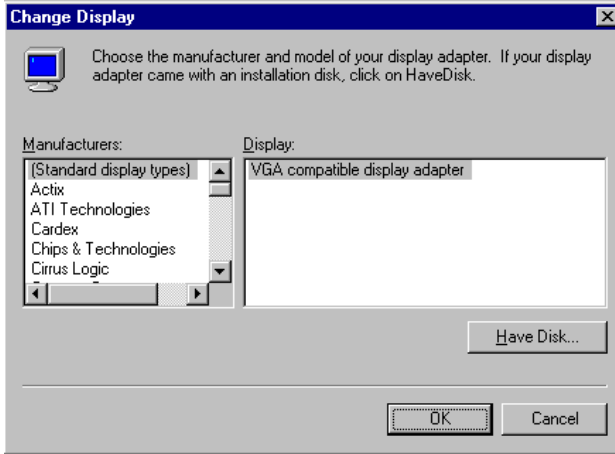 Change Display
Choose the manufacturer and model of your display adapter.  If your display
adapter came with an installation disk, click on HaveDisk.
Manufacturers:
(Standard display types)
Actix
ATI Technologies
Cardex
Chips & Technologies
Cirrus Logic
Display:
VGA compatible display adapter
Have Disk...
OK
Cancel